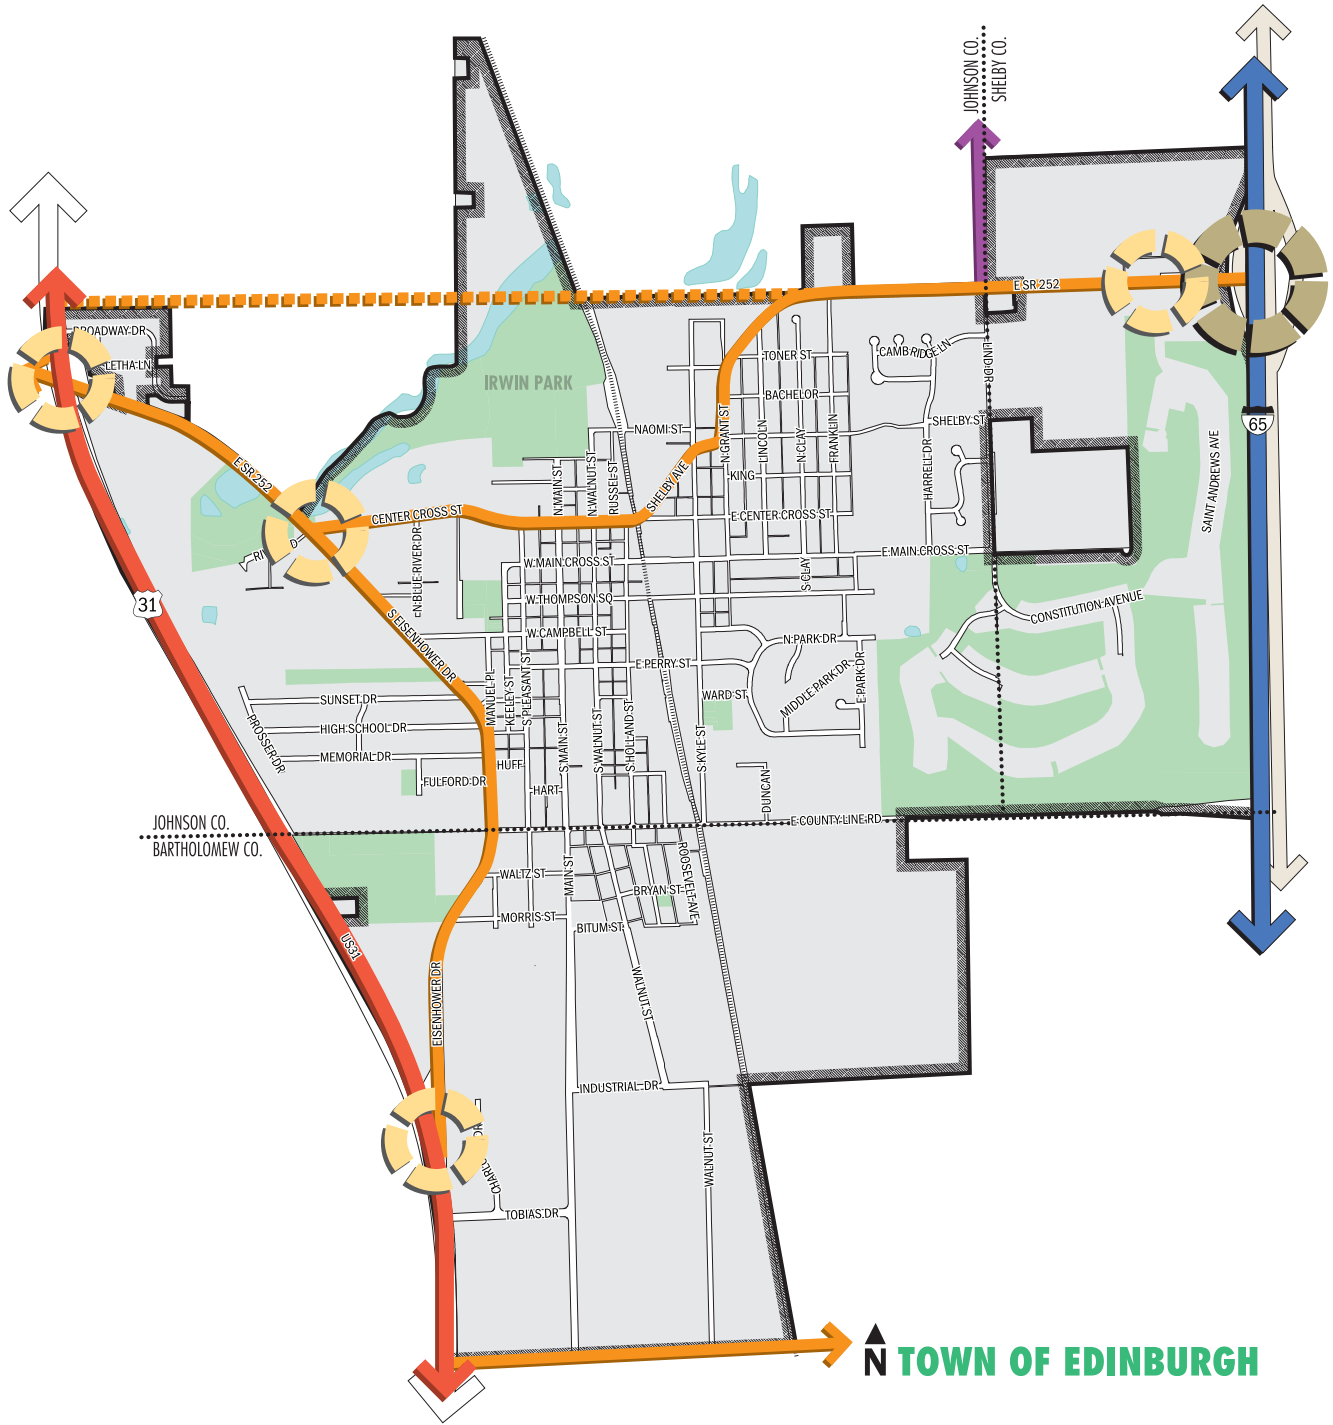 JOHNSON CO.
SHELBY CO.
E SR 252
BROADWAY DR
LETHA LN
TONER ST
CAMBRIDGE LN
LIND DR
IRWIN PARK
BACHELOR
N GRANT ST
LINCOLN
N CLAY
FRANKLIN
SHELBY ST
65
NAOMI ST
N MAIN ST
N WALNUT ST
RUSSEL ST
SHELBY AVE
KING
HARRELL DR
SAINT ANDREWS AVE
E SR 252
CENTER CROSS ST
E CENTER CROSS ST
E MAIN CROSS ST
N BLUE RIVER DR
W MAIN CROSS ST
S CLAY
31
W THOMPSON SQ
CONSTITUTION AVENUE
S EISENHOWER DR
W CAMPBELL ST
N PARK DR
E PERRY ST
MIDDLE PARK DR
E PARK DR
SUNSET DR
MANUEL PL
KEELEY ST
S PLEASANT ST
WARD ST
PROSSER DR
HIGH SCHOOL DR
S MAIN ST
S WALNUT ST
S HOLLAND ST
S KYLE ST
MEMORIAL DR
HUFF
FULFORD DR
HART
DUNCAN
JOHNSON CO.
BARTHOLOMEW CO.
E COUNTY LINE RD
WALTZ ST
MAIN ST
BRYAN ST
ROOSEVELT AVE
MORRIS ST
BITUM ST
US31
EISENHOWER DR
WALNUT ST
INDUSTRIAL DR
WALNUT ST
TOBIAS DR
N
TOWN OF EDINBURGH